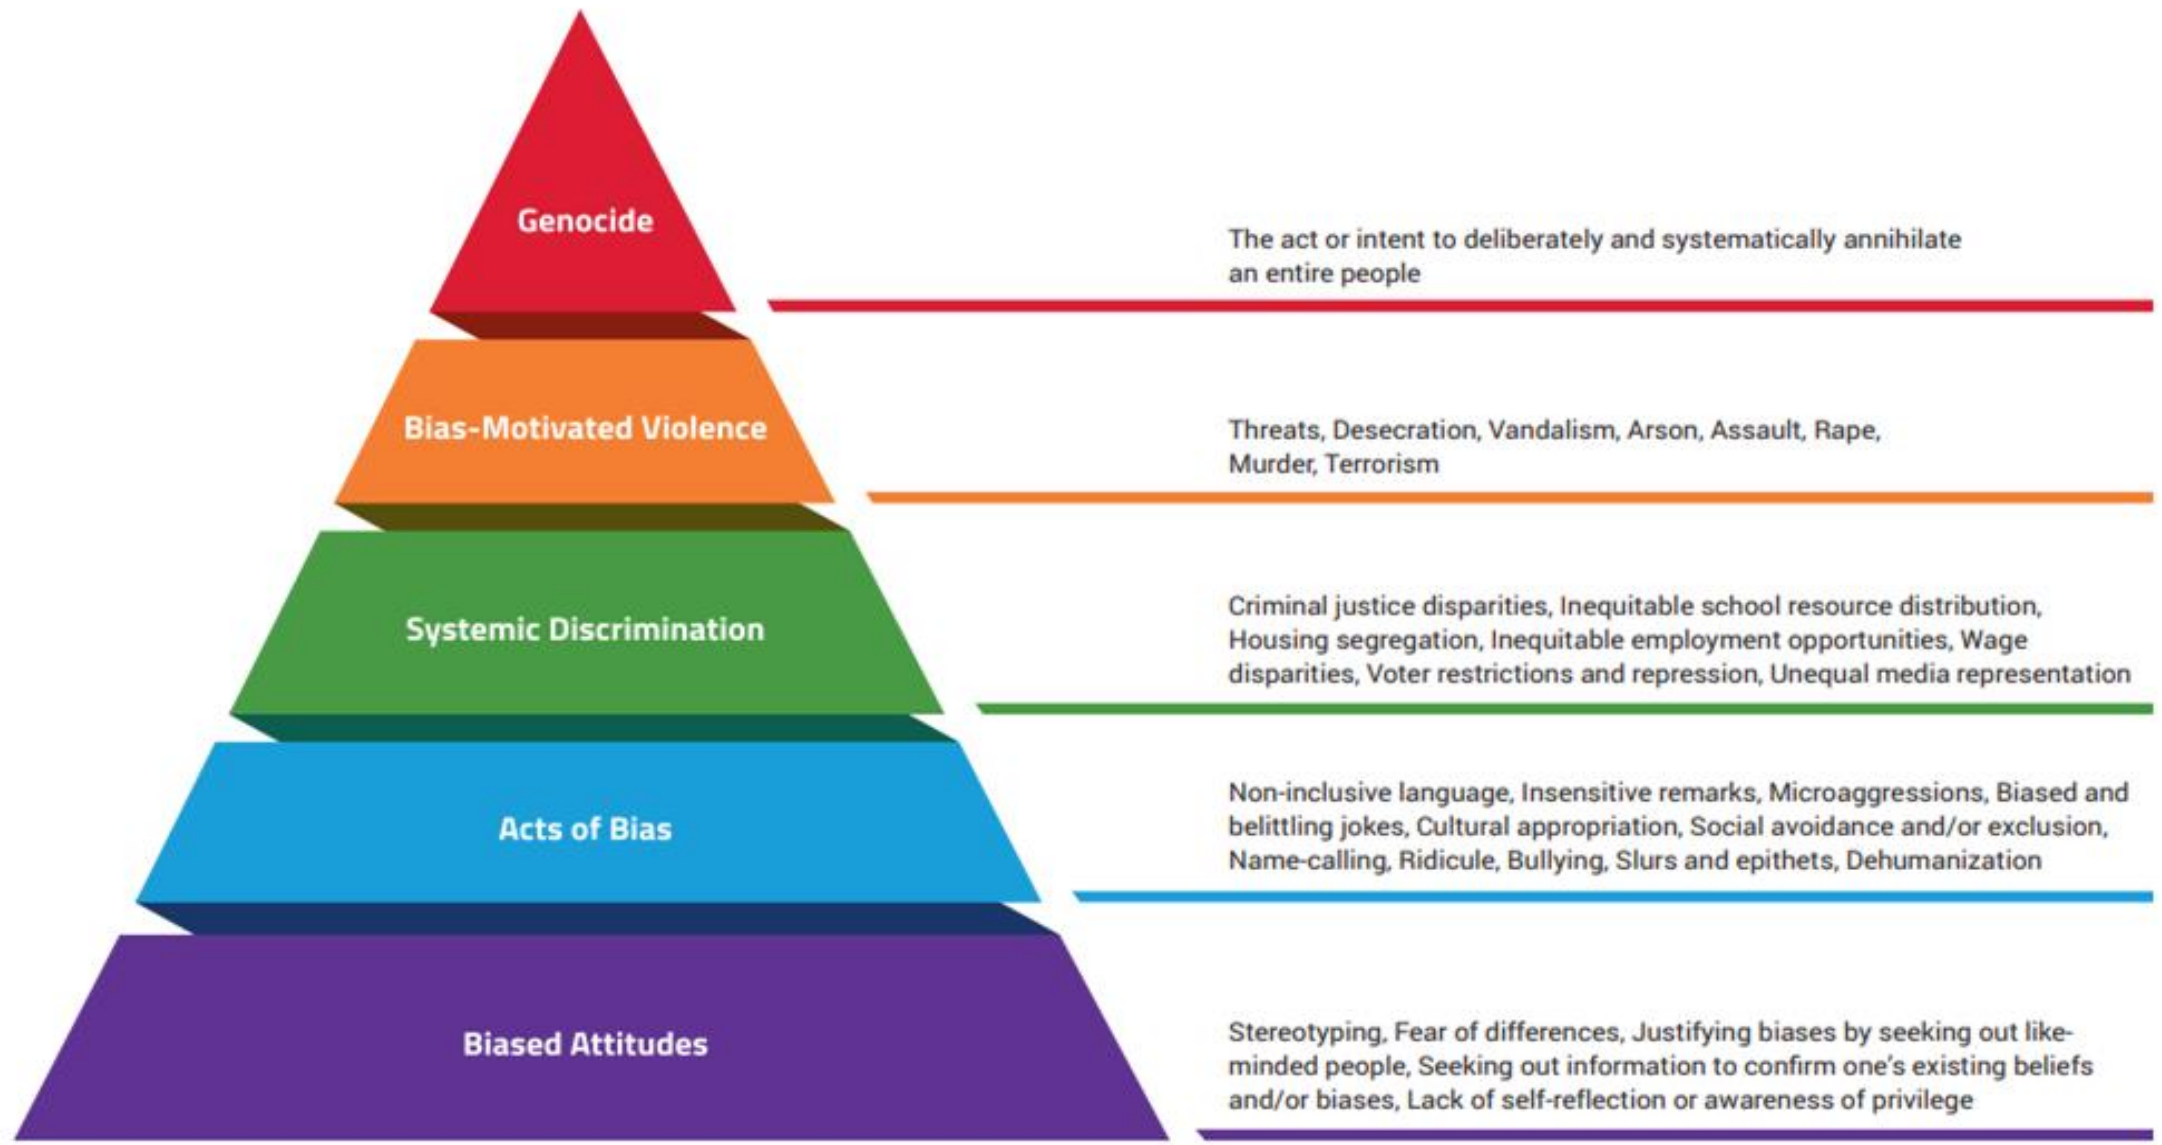 Genocide
The act or intent to deliberately and systematically annihilate
an entire people
Bias-Motivated Violence
Threats, Desecration, Vandalism, Arson, Assault, Rape,
Murder, Terrorism
Systemic Discrimination
Criminal justice disparities, Inequitable school resource distribution,
Housing segregation, Inequitable employment opportunities, Wage
disparities, Voter restrictions and repression, Unequal media representation
Acts of Bias
Non-inclusive language, Insensitive remarks, Microaggressions, Biased and
belittling jokes, Cultural appropriation, Social avoidance and/or exclusion,
Name-calling, Ridicule, Bullying, Slurs and epithets, Dehumanization
Biased Attitudes
Stereotyping, Fear of differences, Justifying biases by seeking out like-
minded people, Seeking out information to confirm one's existing beliefs
and/or biases, Lack of self-reflection or awareness of privilege